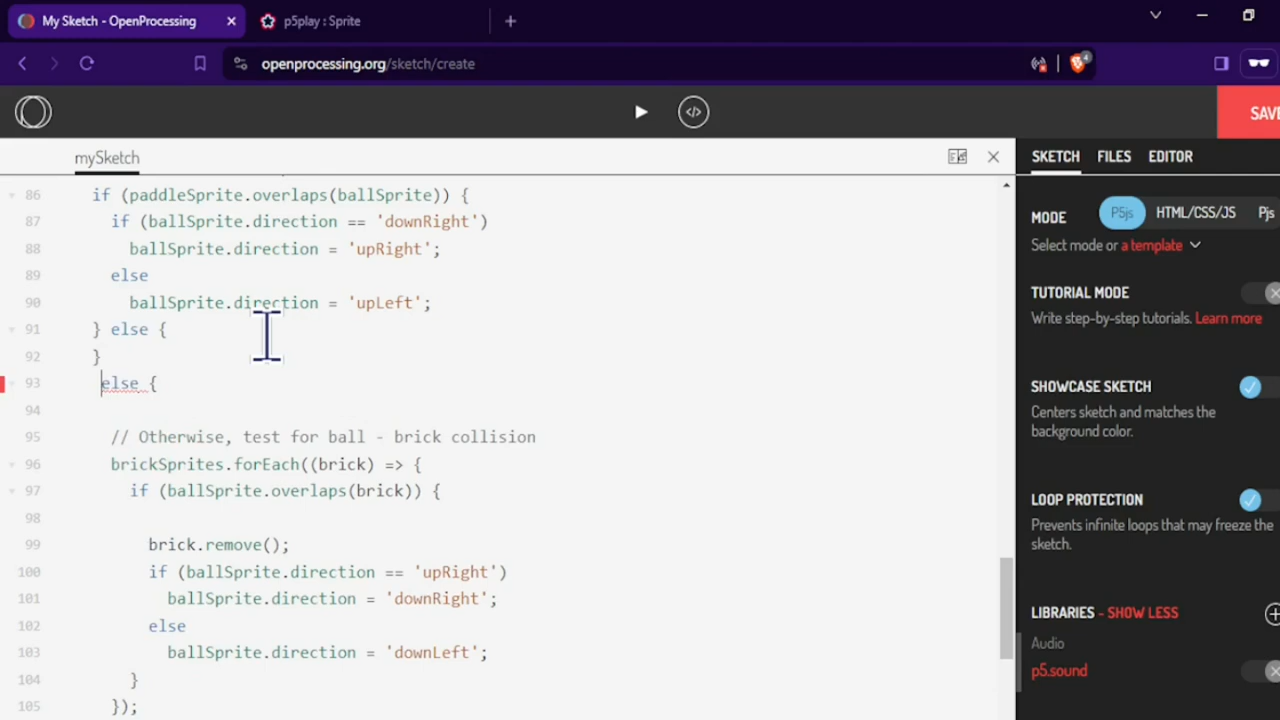 My Sketch - OpenProcessing
p5play : Sprite
openprocessing.org/sketch/create
4
</>
SAV
mySketch
SKETCH FILES EDITOR
86 if (paddleSprite.overlaps(ballSprite)) {
87 if (ballSprite.direction == 'downRight')
88 ballSprite.direction = 'upRight';
89 else
90 ballSprite.direction = 'upLeft';
91 } else {
92 }
93 else {
94
95 // Otherwise, test for ball - brick collision
96 brickSprites.forEach((brick) => {
97 if (ballSprite.overlaps(brick)) {
98
99 brick.remove();
100 if (ballSprite.direction == 'upRight')
101 ballSprite.direction = 'downRight';
102 else
103 ballSprite.direction = 'downLeft';
104 }
105 });
MODE P5js HTML/CSS/JS Pjs
Select mode or a template
TUTORIAL MODE
Write step-by-step tutorials. Learn more
SHOWCASE SKETCH
Centers sketch and matches the
background color.
LOOP PROTECTION
Prevents infinite loops that may freeze the
sketch.
LIBRARIES - SHOW LESS
Audio
p5.sound